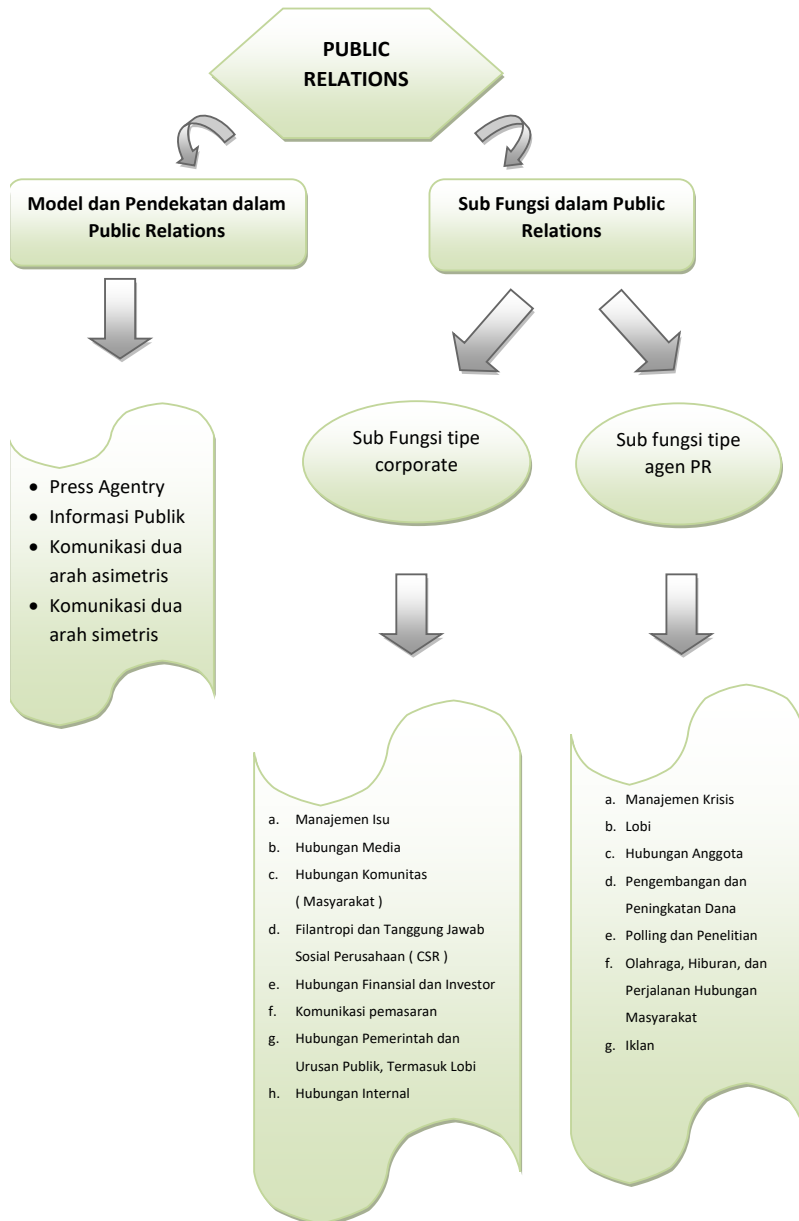 PUBLIC
RELATIONS
Model dan Pendekatan dalam
Public Relations
Sub Fungsi dalam Public
Relations
• Press Agentry
• Informasi Publik
• Komunikasi dua
arah asimetris
• Komunikasi dua
arah simetris
Sub Fungsi tipe
corporate
Sub fungsi tipe
agen PR
a. Manajemen Isu
b. Hubungan Media
c. Hubungan Komunitas
( Masyarakat )
d. Filantropi dan Tanggung Jawab
Sosial Perusahaan ( CSR )
e. Hubungan Finansial dan Investor
f. Komunikasi pemasaran
g. Hubungan Pemerintah dan
Urusan Publik, Termasuk Lobi
h. Hubungan Internal
a. Manajemen Krisis
b. Lobi
c. Hubungan Anggota
d. Pengembangan dan
Peningkatan Dana
e. Polling dan Penelitian
f. Olahraga, Hiburan, dan
Perjalanan Hubungan
Masyarakat
g. Iklan